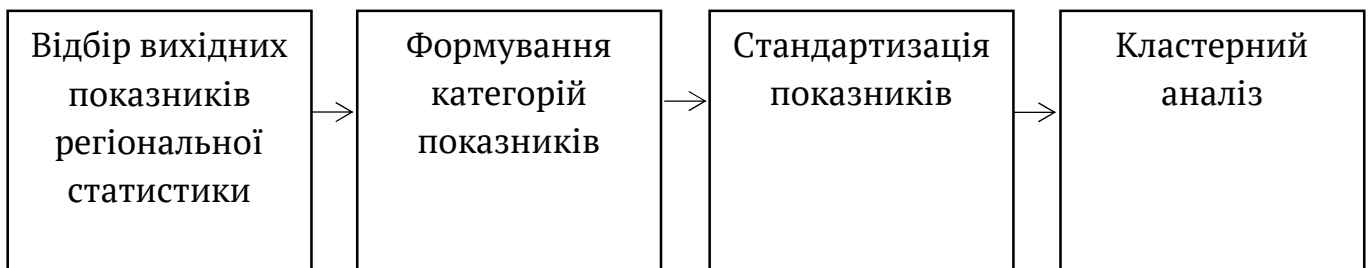 Відбір вихідних
показників
регіональної
статистики
Формування
категорій
показників
Стандартизація
показників
Кластерний
аналіз